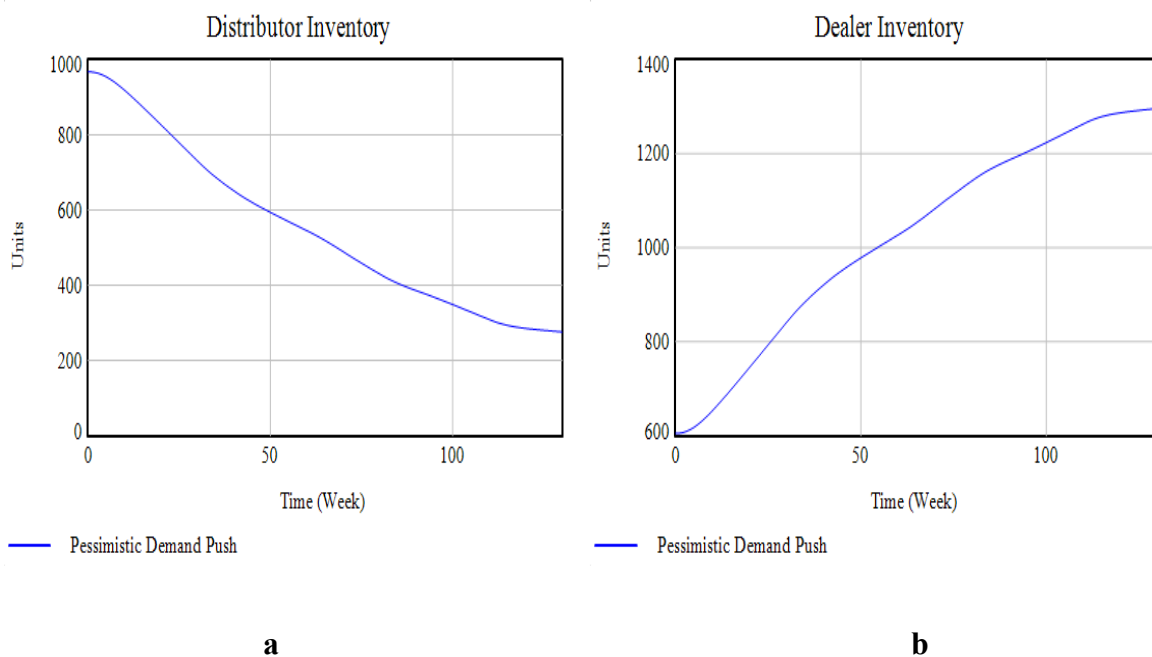 Distributor Inventory
1000
800
600
400
200
0
Units
0 50 100
Time (Week)
Pessimistic Demand Push
a
Dealer Inventory
1400
1200
1000
800
600
Units
0 50 100
Time (Week)
Pessimistic Demand Push
b